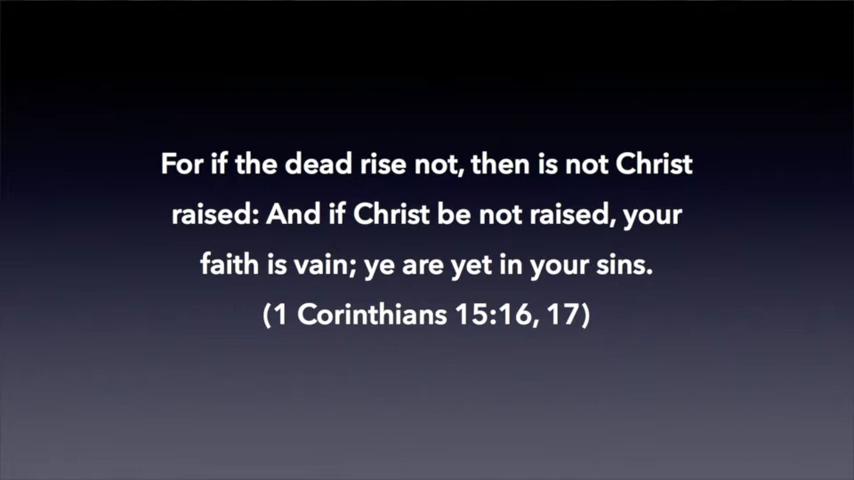 For if the dead rise not, then is not Christ
raised: And if Christ be not raised, your
faith is vain; ye are yet in your sins.
(1 Corinthians 15:16, 17)